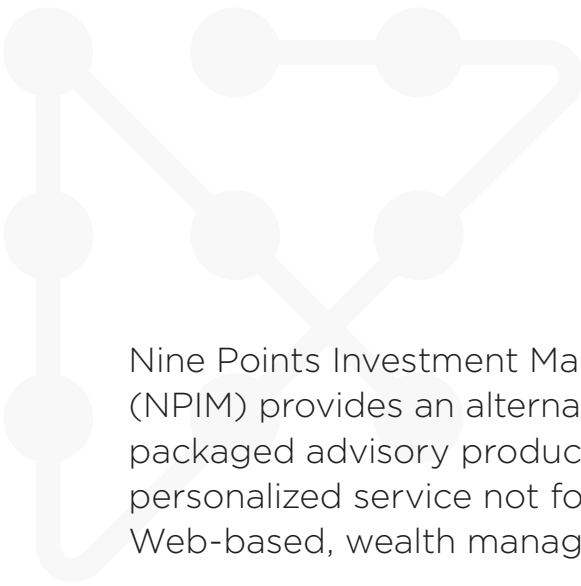 Nine Points Investment Ma
(NPIM) provides an alterna
packaged advisory produc
personalized service not fo
Web-based, wealth manag